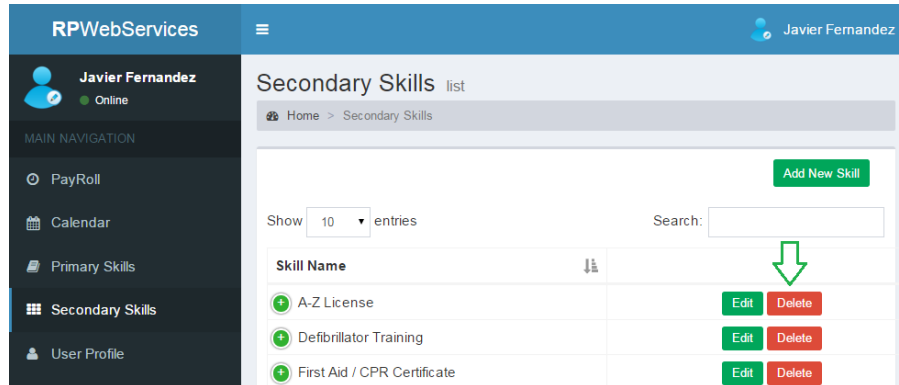 RPWebServices
Javier Fernandez
Javier Fernandez
Online
MAIN NAVIGATION
PayRoll
Calendar
Primary Skills
Secondary Skills
User Profile
Secondary Skills list
Home > Secondary Skills
Add New Skill
Show 10 entries Search:
Skill Name
A-Z License Edit Delete
Defibrillator Training Edit Delete
First Aid / CPR Certificate Edit Delete